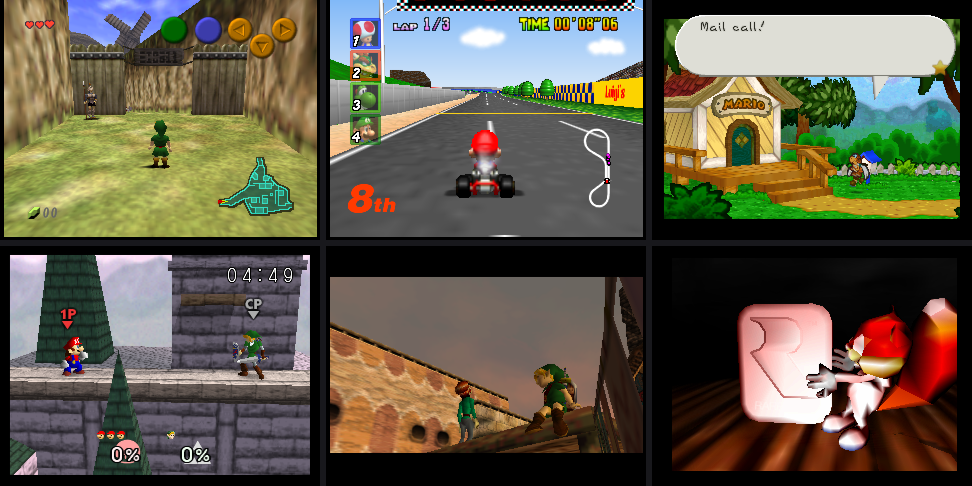 00
LAP 1/3
TIME 00'08"06
1
2
3
4
Luigi's
8th
Mail call!
MARIO
04:49
1P
CP
0%
0%
R